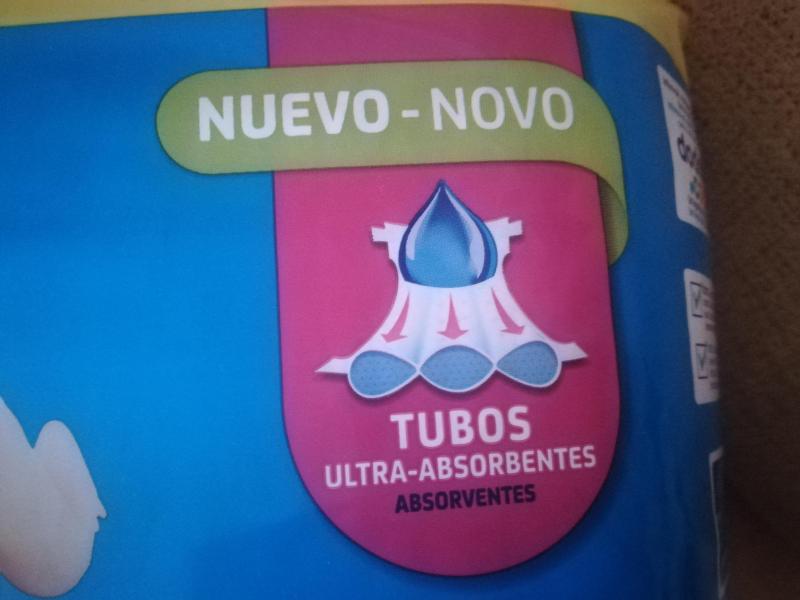 NUEVO - NOVO
TUBOS
ULTRA-ABSORBENTES
ABSORVENTES